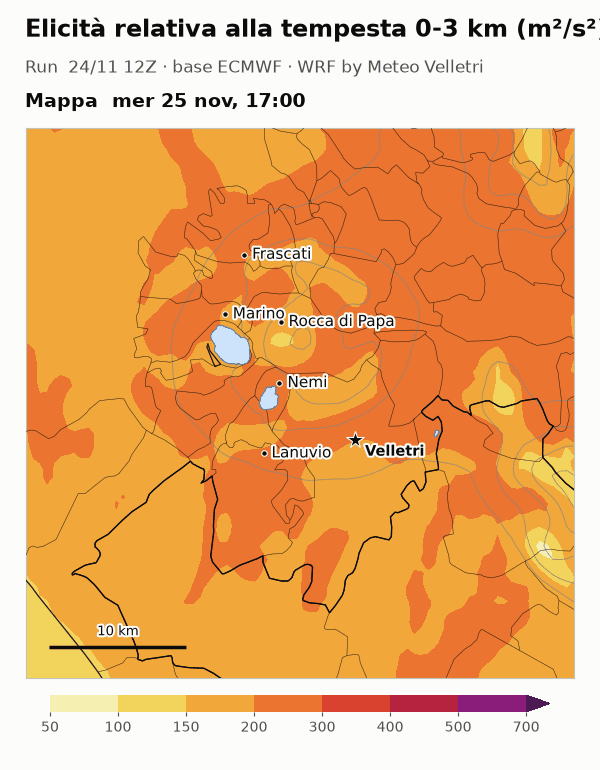 Elicità relativa alla tempesta 0-3 km (m²/s²)
Run 24/11 12Z · base ECMWF · WRF by Meteo Velletri
Mappa mer 25 nov, 17:00
Frascati
Marino
Rocca di Papa
Nemi
Velletri
Lanuvio
10 km
50 100 150 200 300 400 500 700